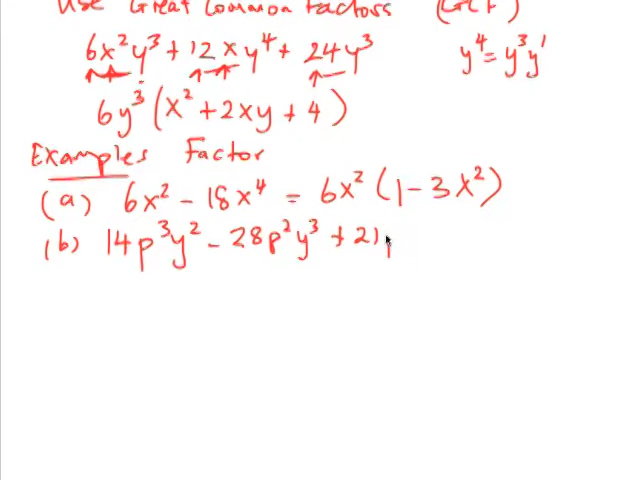 Use Great Common Factors (GCF)
6x²y³ + 12xy⁴ + 24y³ y⁴ = y³y¹
6y³(x² + 2xy + 4)
Examples Factor
(a) 6x² - 18x⁴ = 6x² (1 - 3x²)
(b) 14p³y² - 28p²y³ + 21